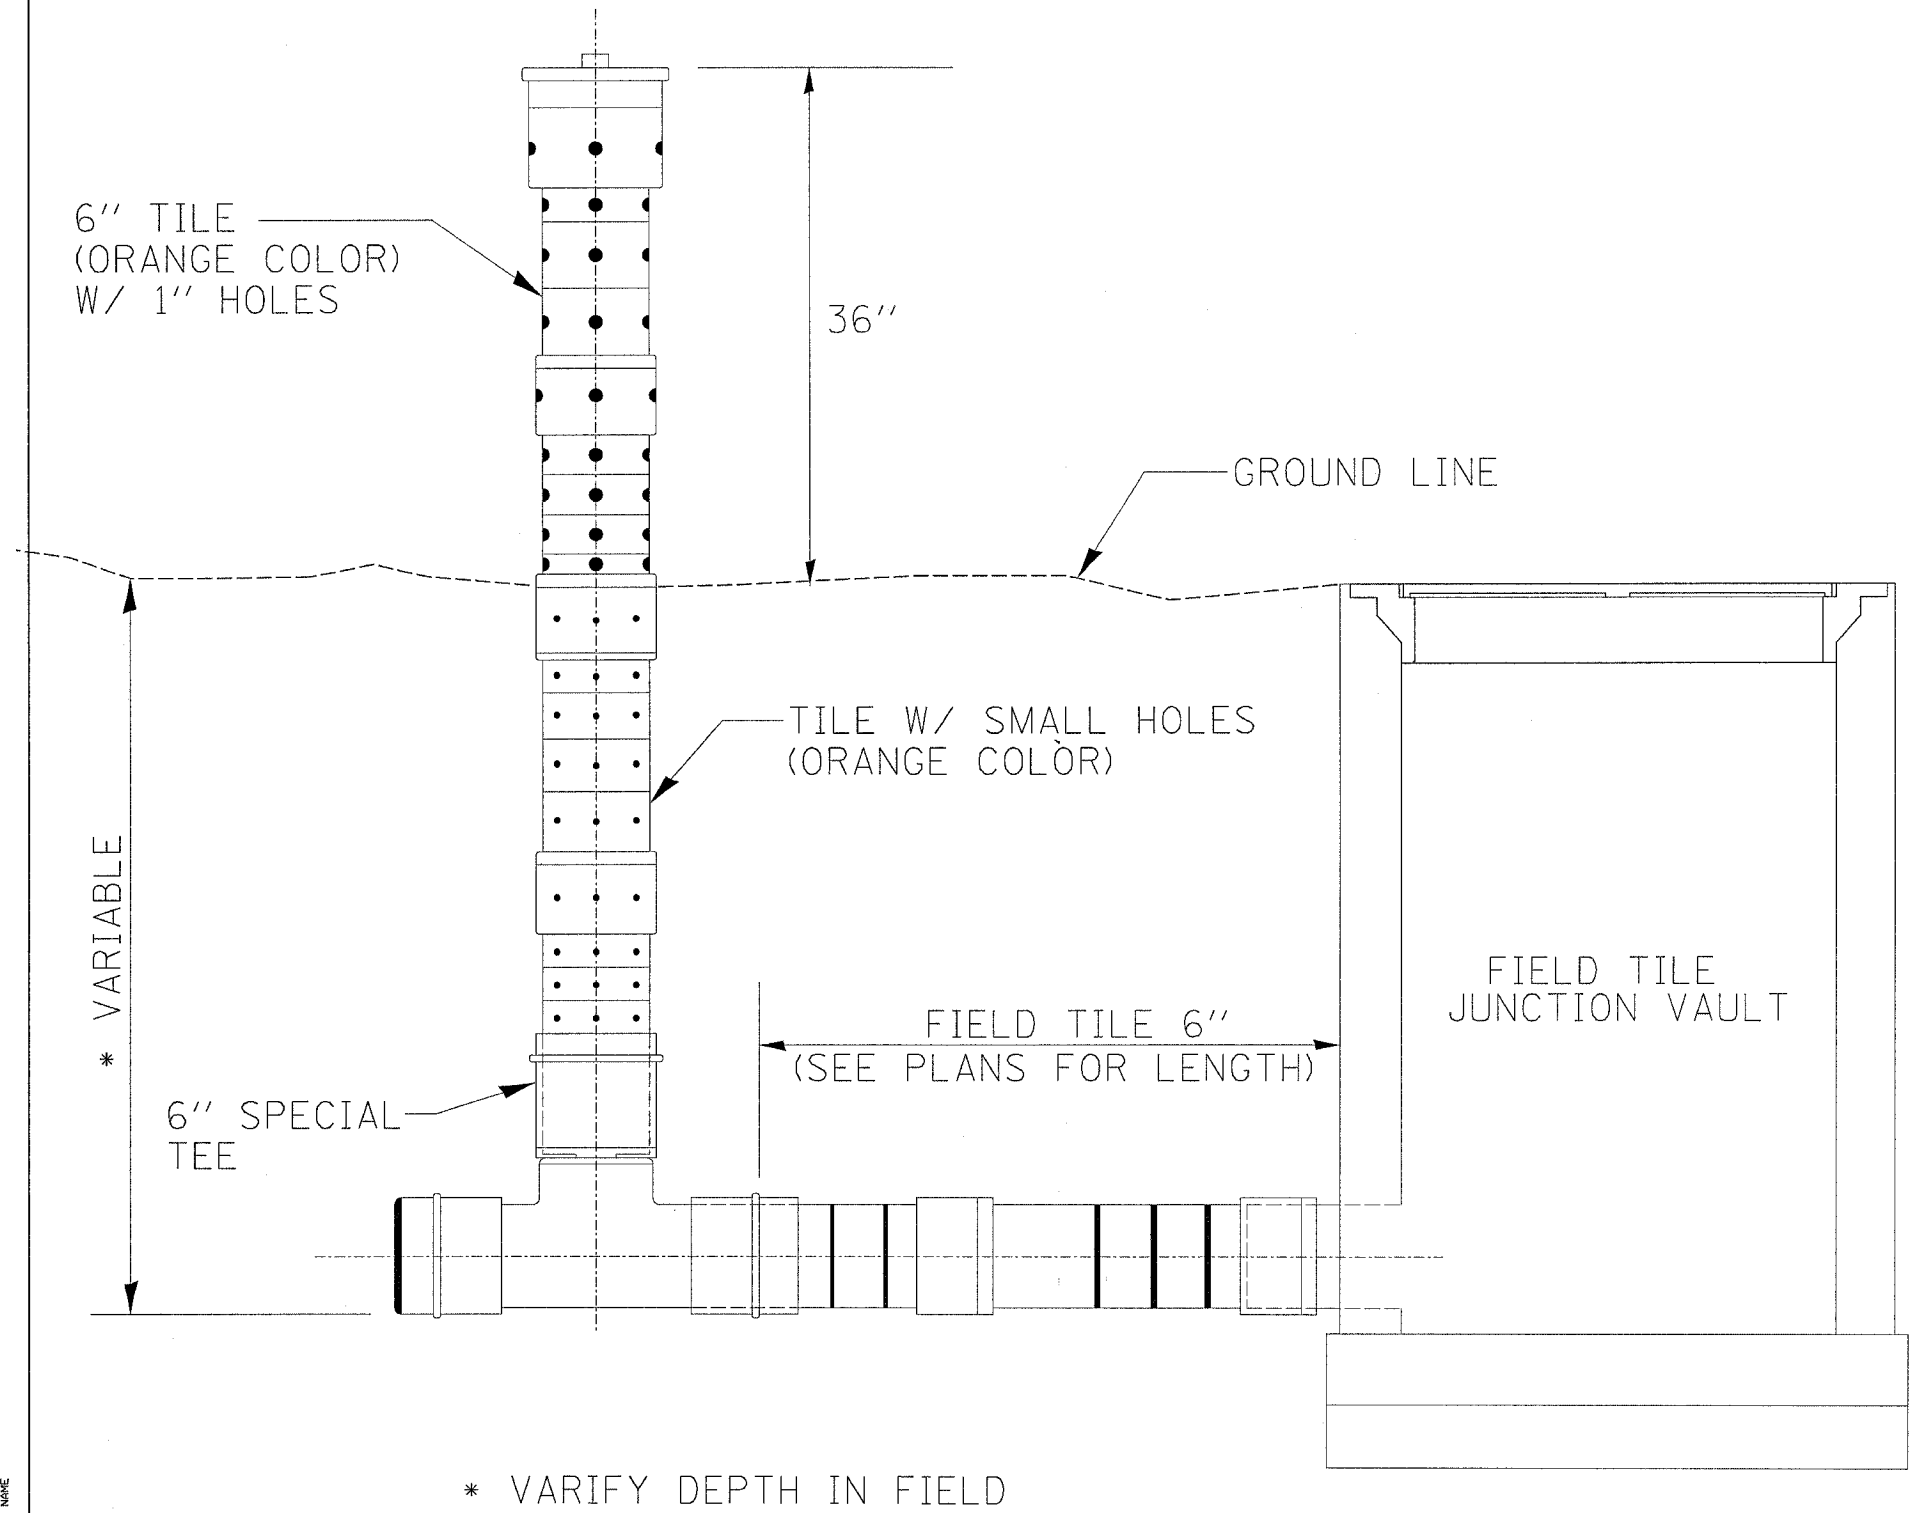 6" TILE
(ORANGE COLOR)
W/ 1" HOLES
36"
GROUND LINE
TILE W/ SMALL HOLES
(ORANGE COLOR)
* VARIABLE
FIELD TILE
JUNCTION VAULT
FIELD TILE 6"
(SEE PLANS FOR LENGTH)
6" SPECIAL
TEE
* VARIFY DEPTH IN FIELD
NAME